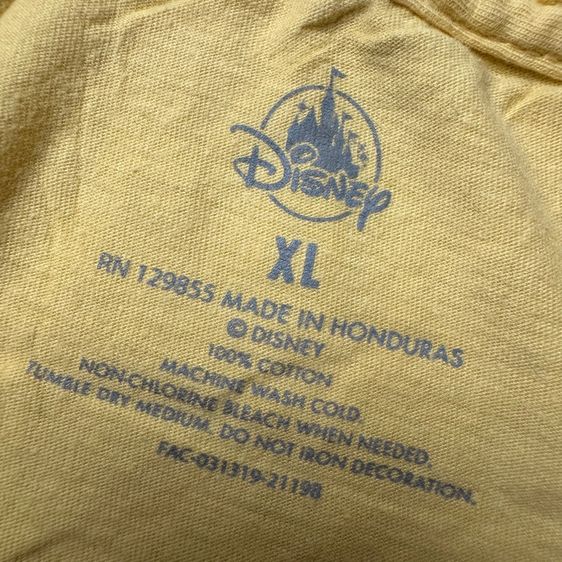 Disney
XL
RN 129855 MADE IN HONDURAS
© DISNEY
100% COTTON
MACHINE WASH COLD.
NON-CHLORINE BLEACH WHEN NEEDED.
TUMBLE DRY MEDIUM. DO NOT IRON DECORATION.
FAC-031319-21198